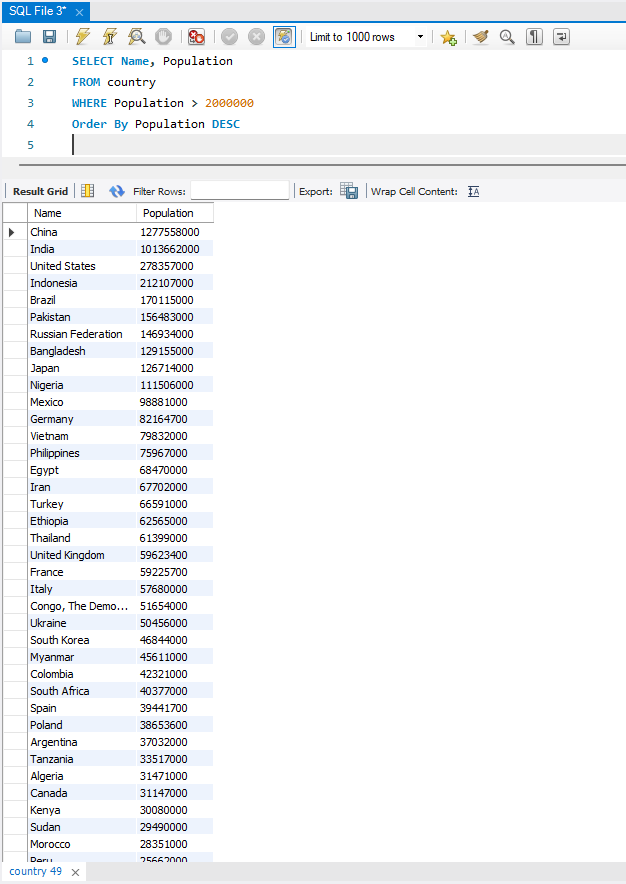 SQL File 3*
Limit to 1000 rows
1 SELECT Name, Population
2 FROM country
3 WHERE Population > 2000000
4 Order By Population DESC
5
Result Grid Filter Rows: Export: Wrap Cell Content:
Name Population
China 1277558000
India 1013662000
United States 278357000
Indonesia 212107000
Brazil 170115000
Pakistan 156483000
Russian Federation 146934000
Bangladesh 129155000
Japan 126714000
Nigeria 111506000
Mexico 98881000
Germany 82164700
Vietnam 79832000
Philippines 75967000
Egypt 68470000
Iran 67702000
Turkey 66591000
Ethiopia 62565000
Thailand 61399000
United Kingdom 59623400
France 59225700
Italy 57680000
Congo, The Demo... 51654000
Ukraine 50456000
South Korea 46844000
Myanmar 45611000
Colombia 42321000
South Africa 40377000
Spain 39441700
Poland 38653600
Argentina 37032000
Tanzania 33517000
Algeria 31471000
Canada 31147000
Kenya 30080000
Sudan 29490000
Morocco 28351000
Peru 25662000
country 49